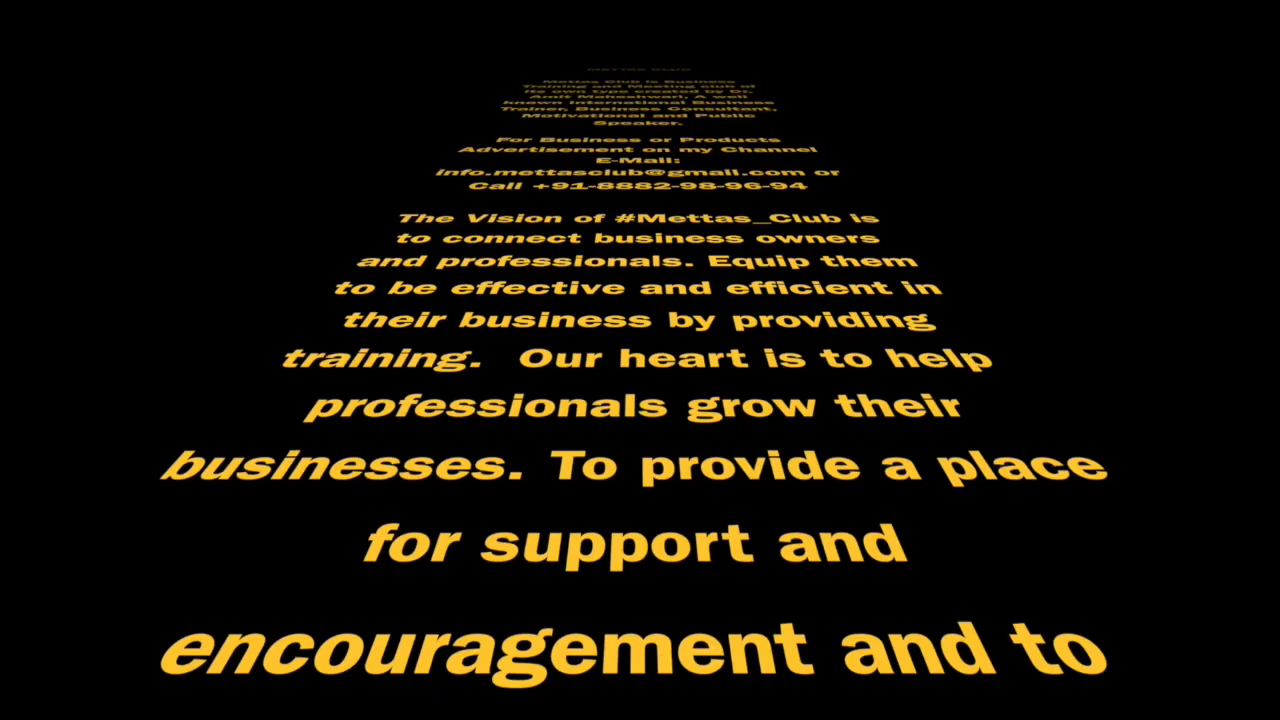 METTAS CLUB
Mettas Club is Business
Training and Meeting club of
its own type created by Dr.
Amit Maheshwari, A well
known International Business
Trainer, Business Consultant,
Motivational and Public
Speaker.
For Business or Products
Advertisement on my Channel
E-Mail:
info.mettasclub@gmail.com or
Call +91-8882-98-96-94
The Vision of #Mettas_Club is
to connect business owners
and professionals. Equip them
to be effective and efficient in
their business by providing
training.  Our heart is to help
professionals grow their
businesses. To provide a place
for support and
encouragement and to